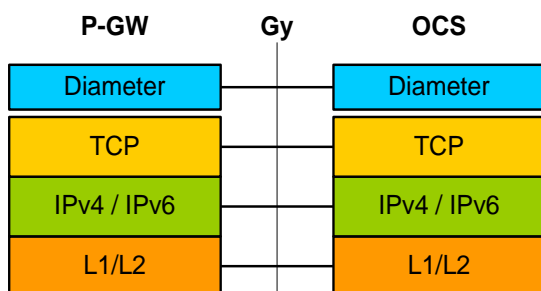 P-GW Gy OCS
Diameter Diameter
TCP TCP
IPv4 / IPv6 IPv4 / IPv6
L1/L2 L1/L2